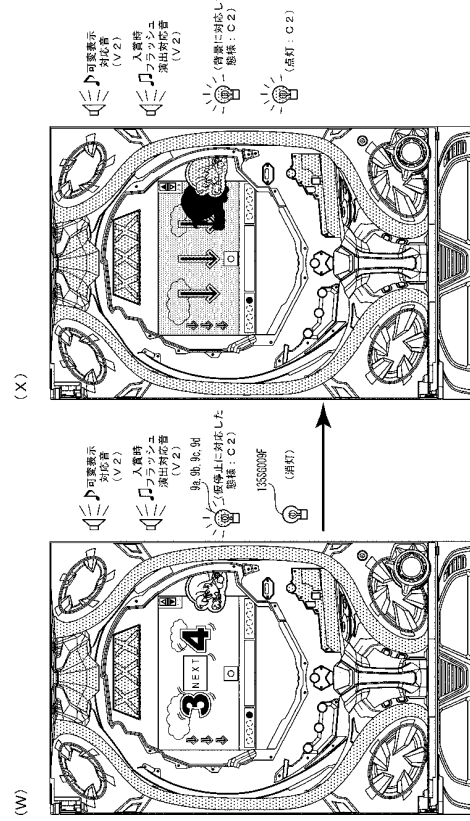 (W)
3
NEXT
4
可変表示
対応音
(V2)
入賞時
フラッシュ
演出対応音
(V2)
9a, 9b, 9c, 9d
(仮停止に対応した
態様:C2)
135SG009F
(消灯)
(X)
可変表示
対応音
(V2)
入賞時
フラッシュ
演出対応音
(V2)
(背景に対応し
態様:C2)
(点灯:C2)